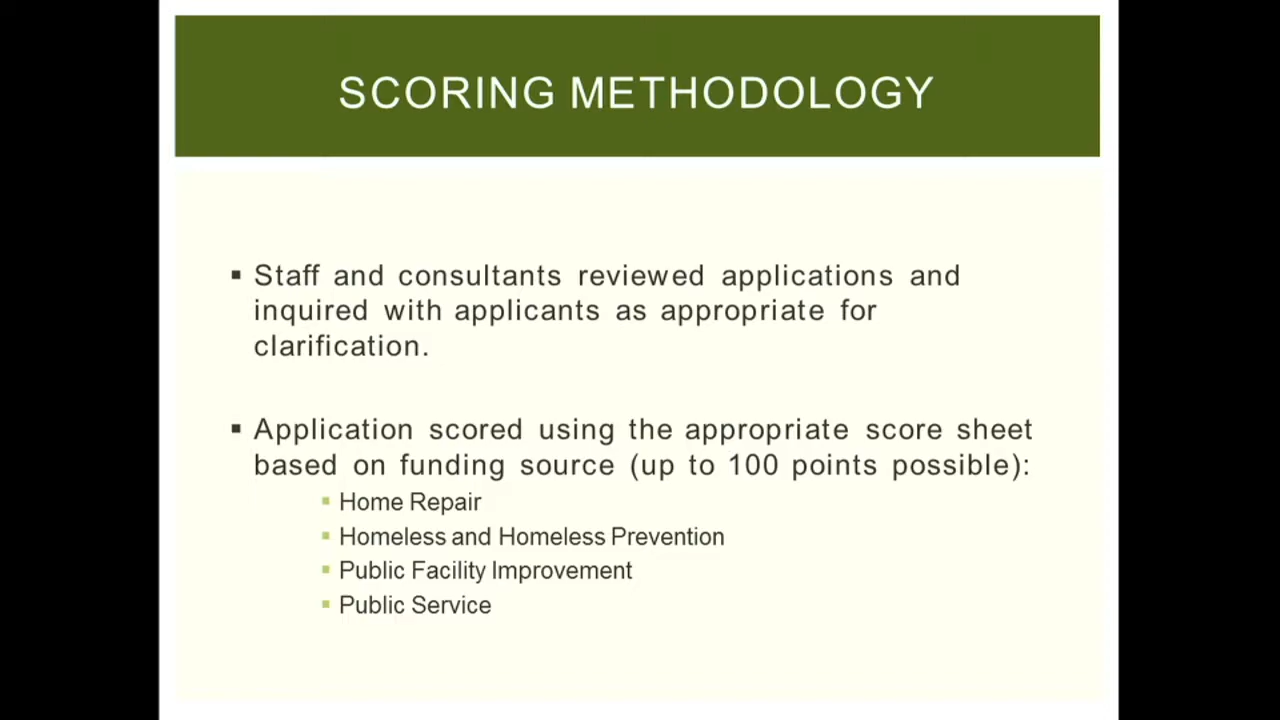 SCORING METHODOLOGY
▪ Staff and consultants reviewed applications and
inquired with applicants as appropriate for
clarification.
▪ Application scored using the appropriate score sheet
based on funding source (up to 100 points possible):
▪ Home Repair
▪ Homeless and Homeless Prevention
▪ Public Facility Improvement
▪ Public Service